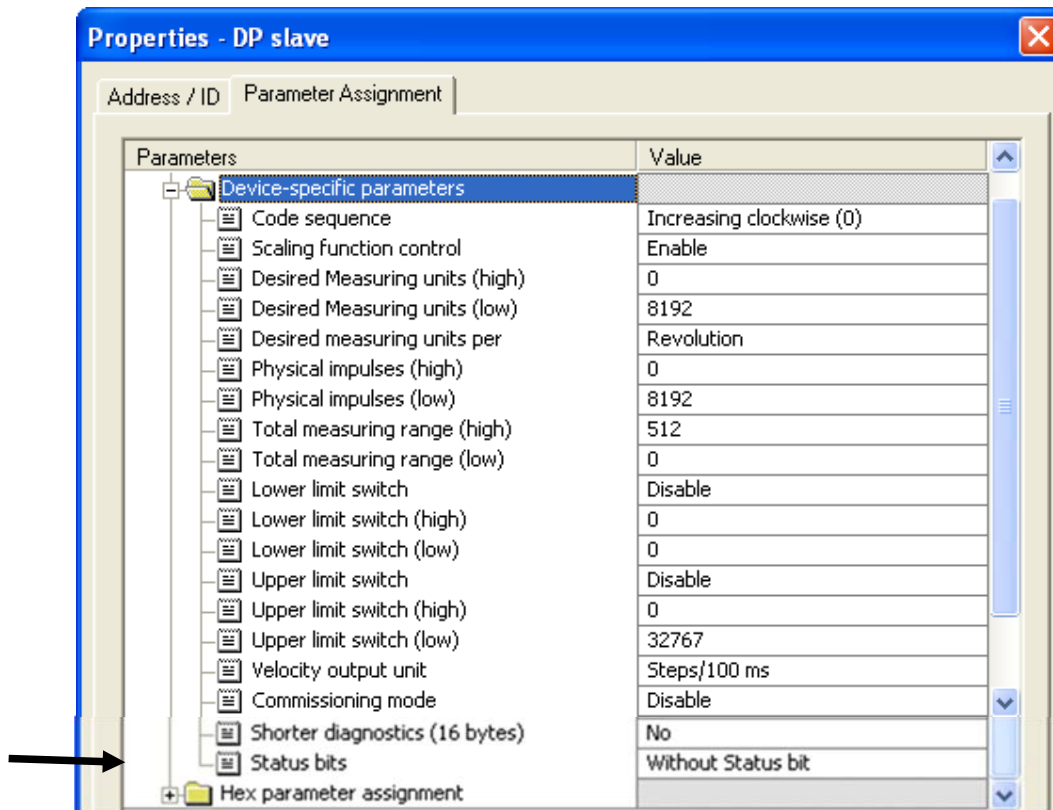 Properties - DP slave
Address / ID Parameter Assignment
Parameters Value
Device-specific parameters
Code sequence Increasing clockwise (0)
Scaling function control Enable
Desired Measuring units (high) 0
Desired Measuring units (low) 8192
Desired measuring units per Revolution
Physical impulses (high) 0
Physical impulses (low) 8192
Total measuring range (high) 512
Total measuring range (low) 0
Lower limit switch Disable
Lower limit switch (high) 0
Lower limit switch (low) 0
Upper limit switch Disable
Upper limit switch (high) 0
Upper limit switch (low) 32767
Velocity output unit Steps/100 ms
Commissioning mode Disable
Shorter diagnostics (16 bytes) No
Status bits Without Status bit
Hex parameter assignment